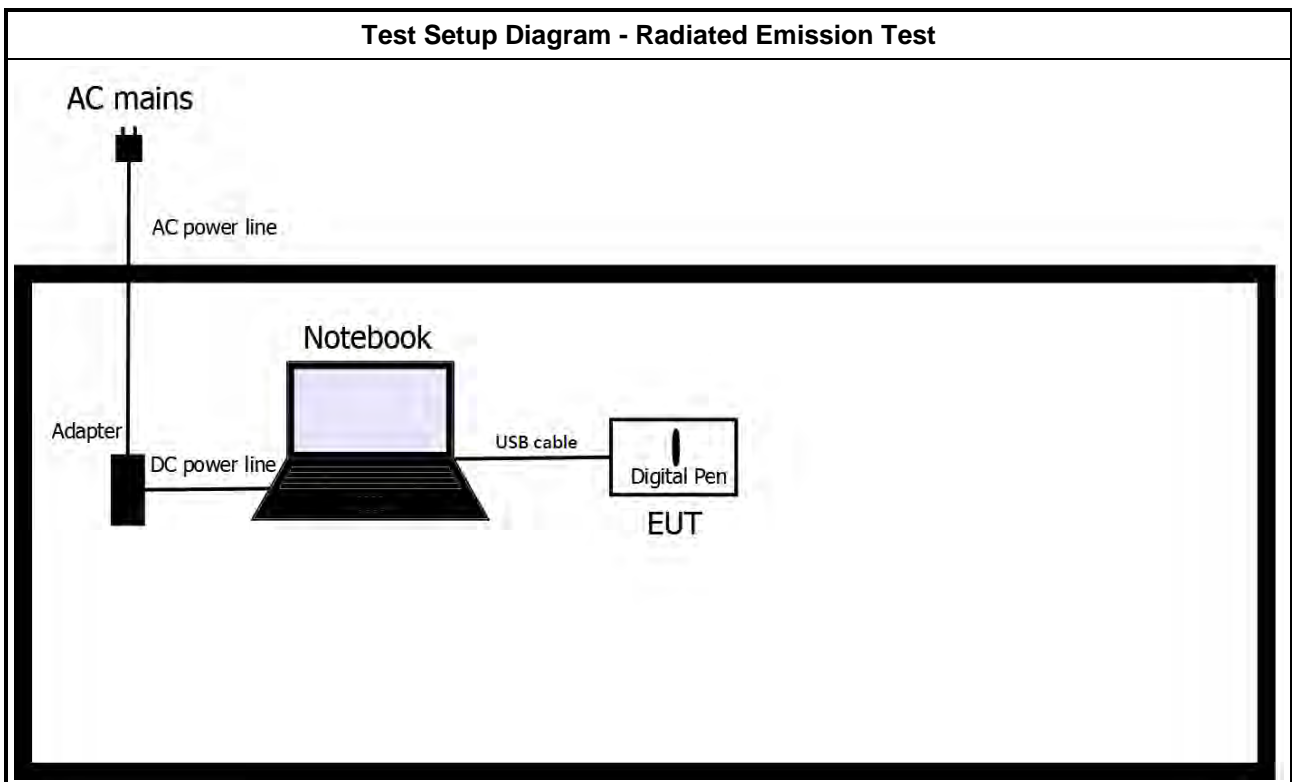 Test Setup Diagram - Radiated Emission Test
AC mains
AC power line
Notebook
Adapter
DC power line
USB cable
Digital Pen
EUT